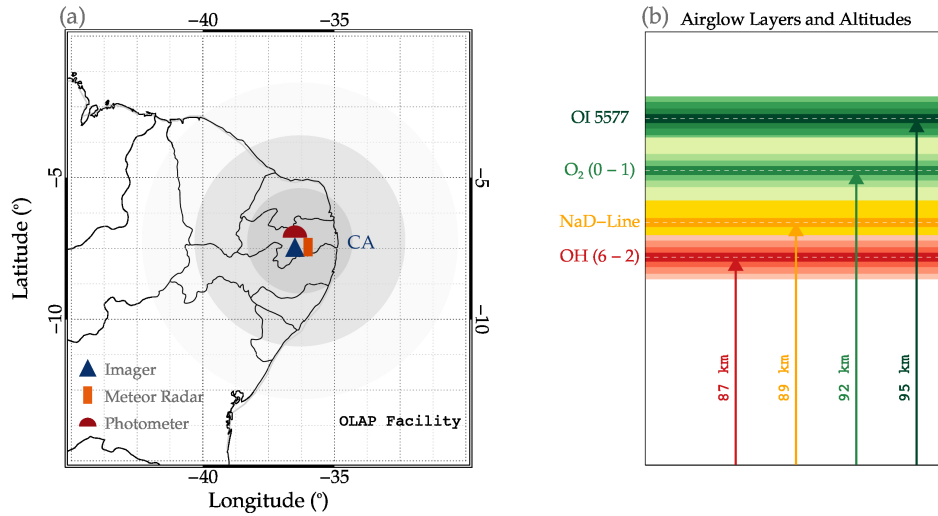 (a)
−40 −35
−5
−10
Latitude (°)
CA
−5
−10
Imager
Meteor Radar
Photometer
OLAP Facility
−40 −35
Longitude (°)
(b) Airglow Layers and Altitudes
OI 5577
O₂ (0 − 1)
NaD−Line
OH (6 − 2)
87 km
89 km
92 km
95 km